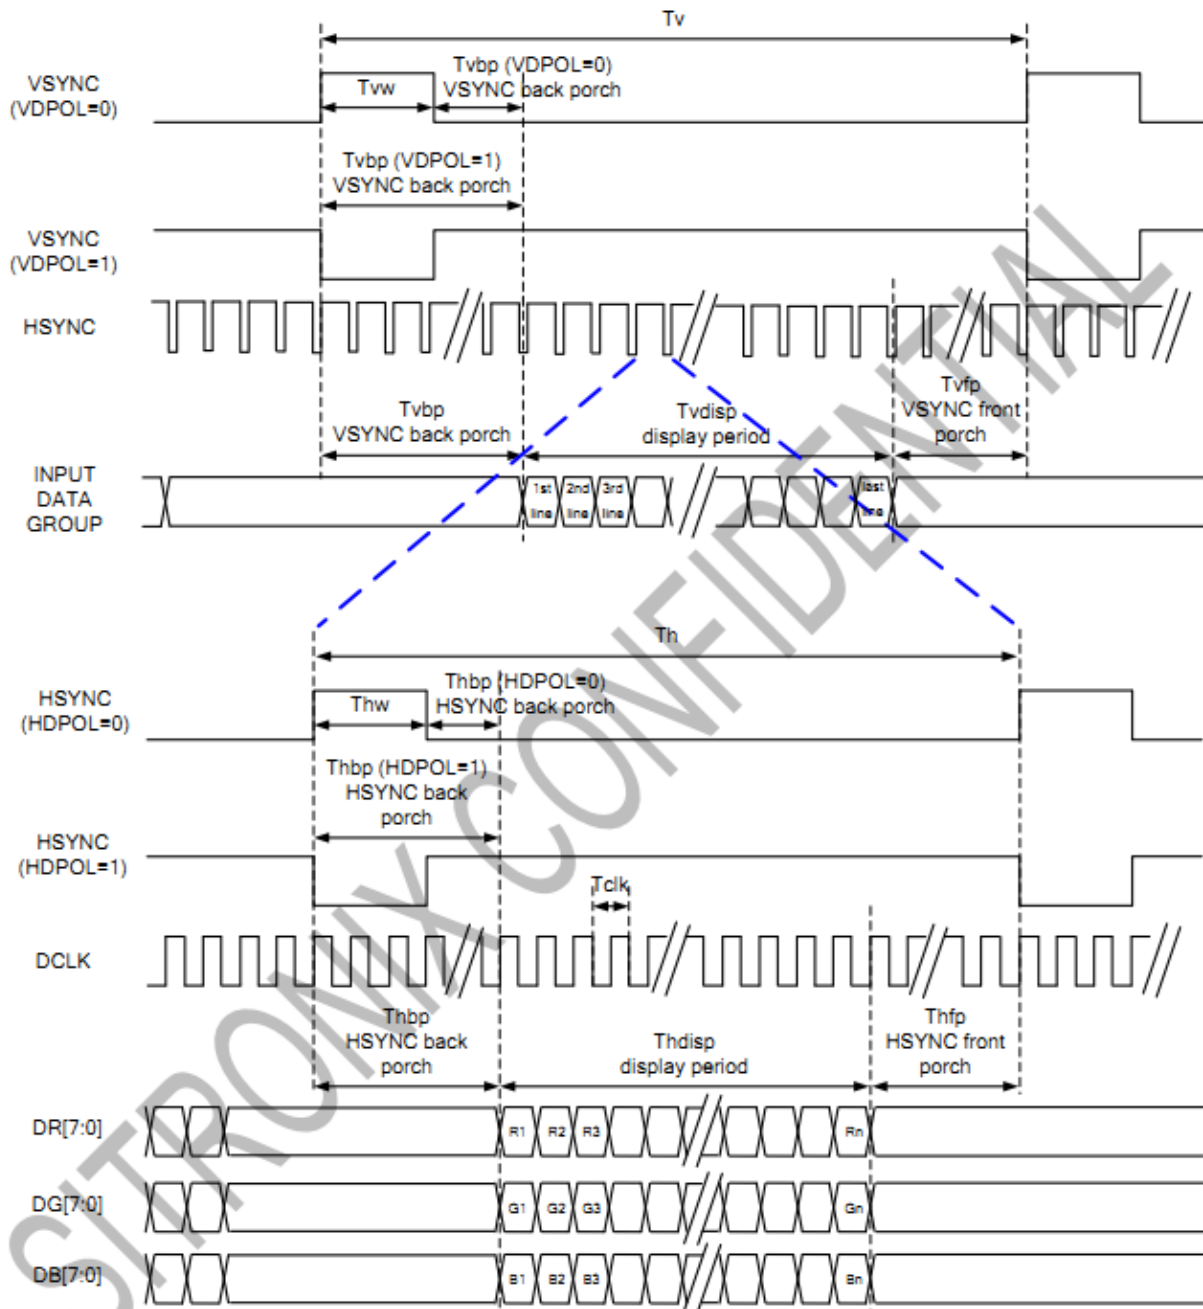 Tv
VSYNC
(VDPOL=0)
Tvw
Tvbp (VDPOL=0)
VSYNC back porch
Tvbp (VDPOL=1)
VSYNC back porch
VSYNC
(VDPOL=1)
HSYNC
Tvbp
VSYNC back porch
Tvdisp
display period
Tvfp
VSYNC front
porch
INPUT
DATA
GROUP
1st
line
2nd
line
3rd
line
last
line
Th
HSYNC
(HDPOL=0)
Thw
Thbp (HDPOL=0)
HSYNC back porch
Thbp (HDPOL=1)
HSYNC back
porch
HSYNC
(HDPOL=1)
Tclk
DCLK
Thbp
HSYNC back
porch
Thdisp
display period
Thfp
HSYNC front
porch
DR[7:0]
R1 R2 R3 Rn
DG[7:0]
G1 G2 G3 Gn
DB[7:0]
B1 B2 B3 Bn
SITRONIX CONFIDENTIAL